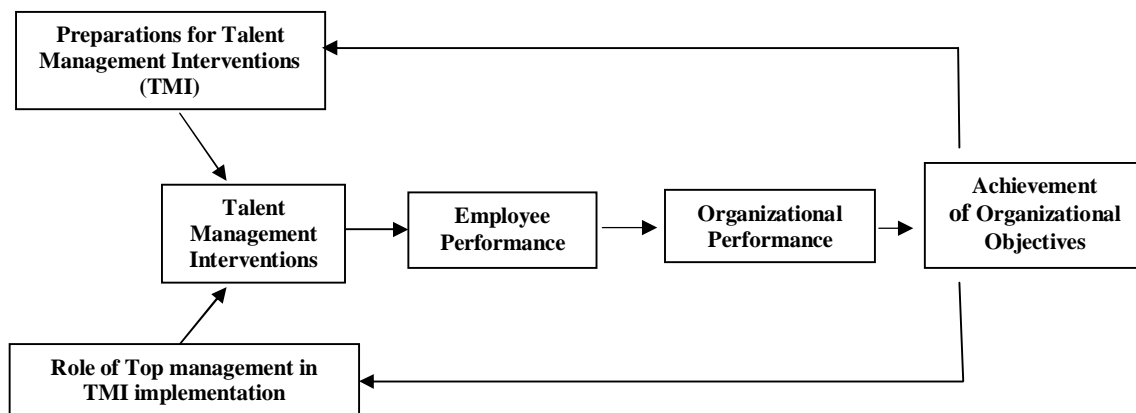 Preparations for Talent
Management Interventions
(TMI)
Talent
Management
Interventions
Employee
Performance
Organizational
Performance
Achievement
of Organizational
Objectives
Role of Top management in
TMI implementation